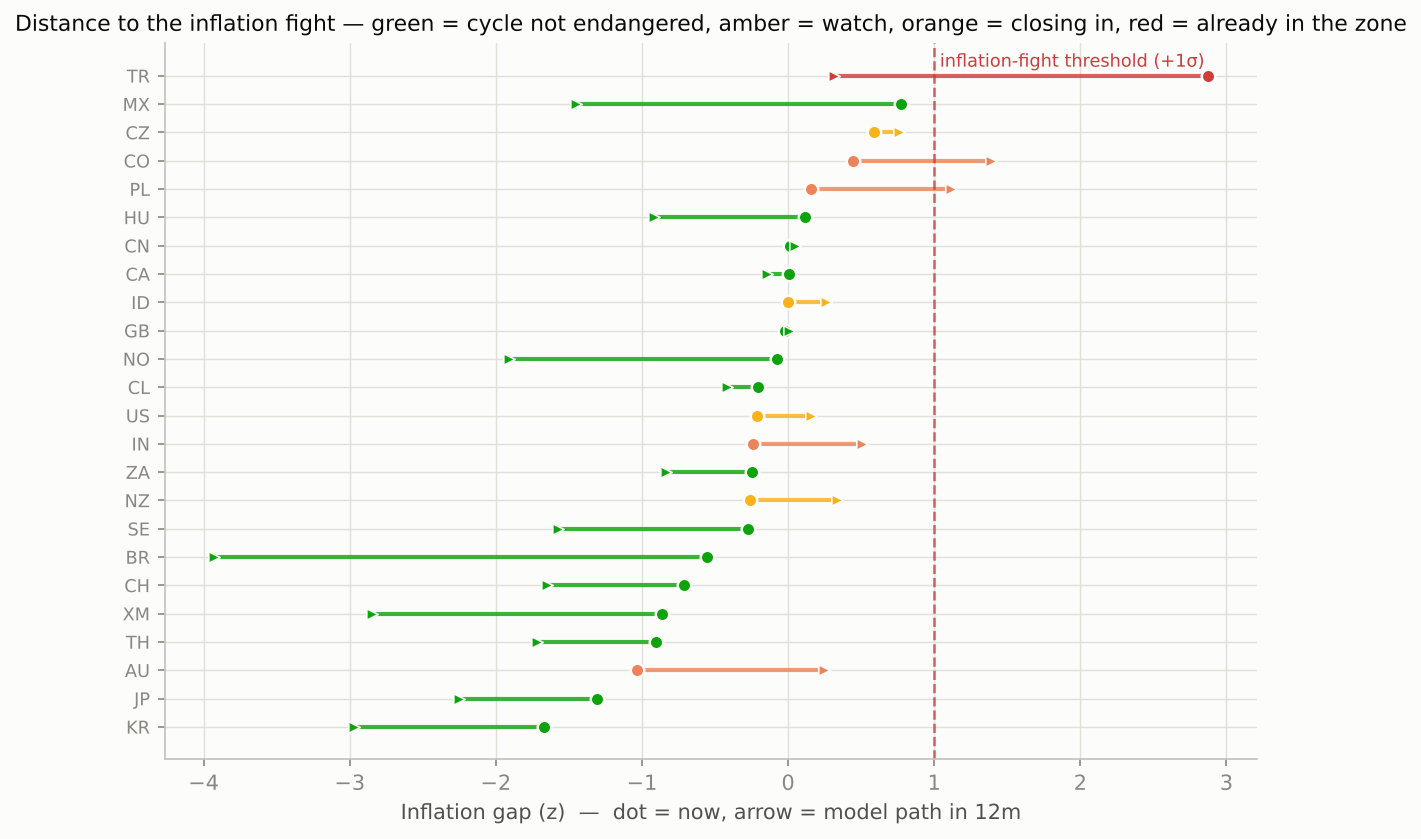 Distance to the inflation fight — green = cycle not endangered, amber = watch, orange = closing in, red = already in the zone
inflation-fight threshold (+1σ)
TR
MX
CZ
CO
PL
HU
CN
CA
ID
GB
NO
CL
US
IN
ZA
NZ
SE
BR
CH
XM
TH
AU
JP
KR
−4 −3 −2 −1 0 1 2 3
Inflation gap (z) — dot = now, arrow = model path in 12m